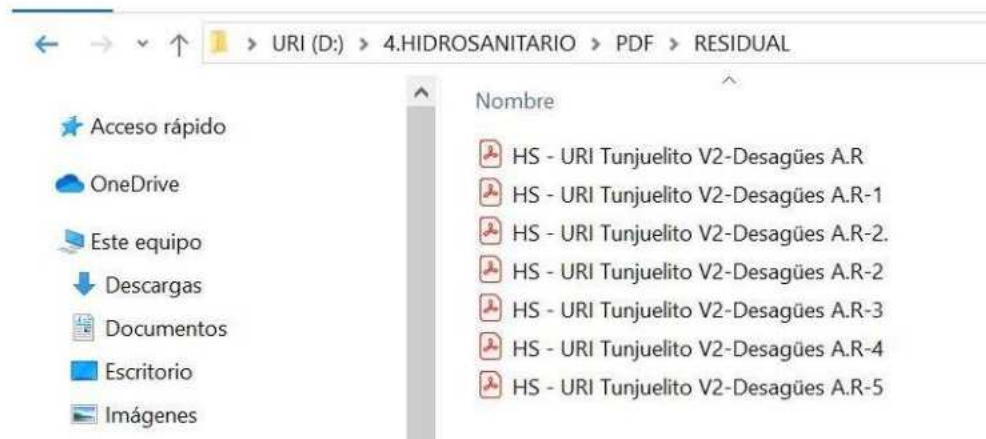 URI (D:) > 4.HIDROSANITARIO > PDF > RESIDUAL
Acceso rápido
OneDrive
Este equipo
Descargas
Documentos
Escritorio
Imágenes
Nombre
HS - URI Tunjuelito V2-Desagües A.R
HS - URI Tunjuelito V2-Desagües A.R-1
HS - URI Tunjuelito V2-Desagües A.R-2.
HS - URI Tunjuelito V2-Desagües A.R-2
HS - URI Tunjuelito V2-Desagües A.R-3
HS - URI Tunjuelito V2-Desagües A.R-4
HS - URI Tunjuelito V2-Desagües A.R-5